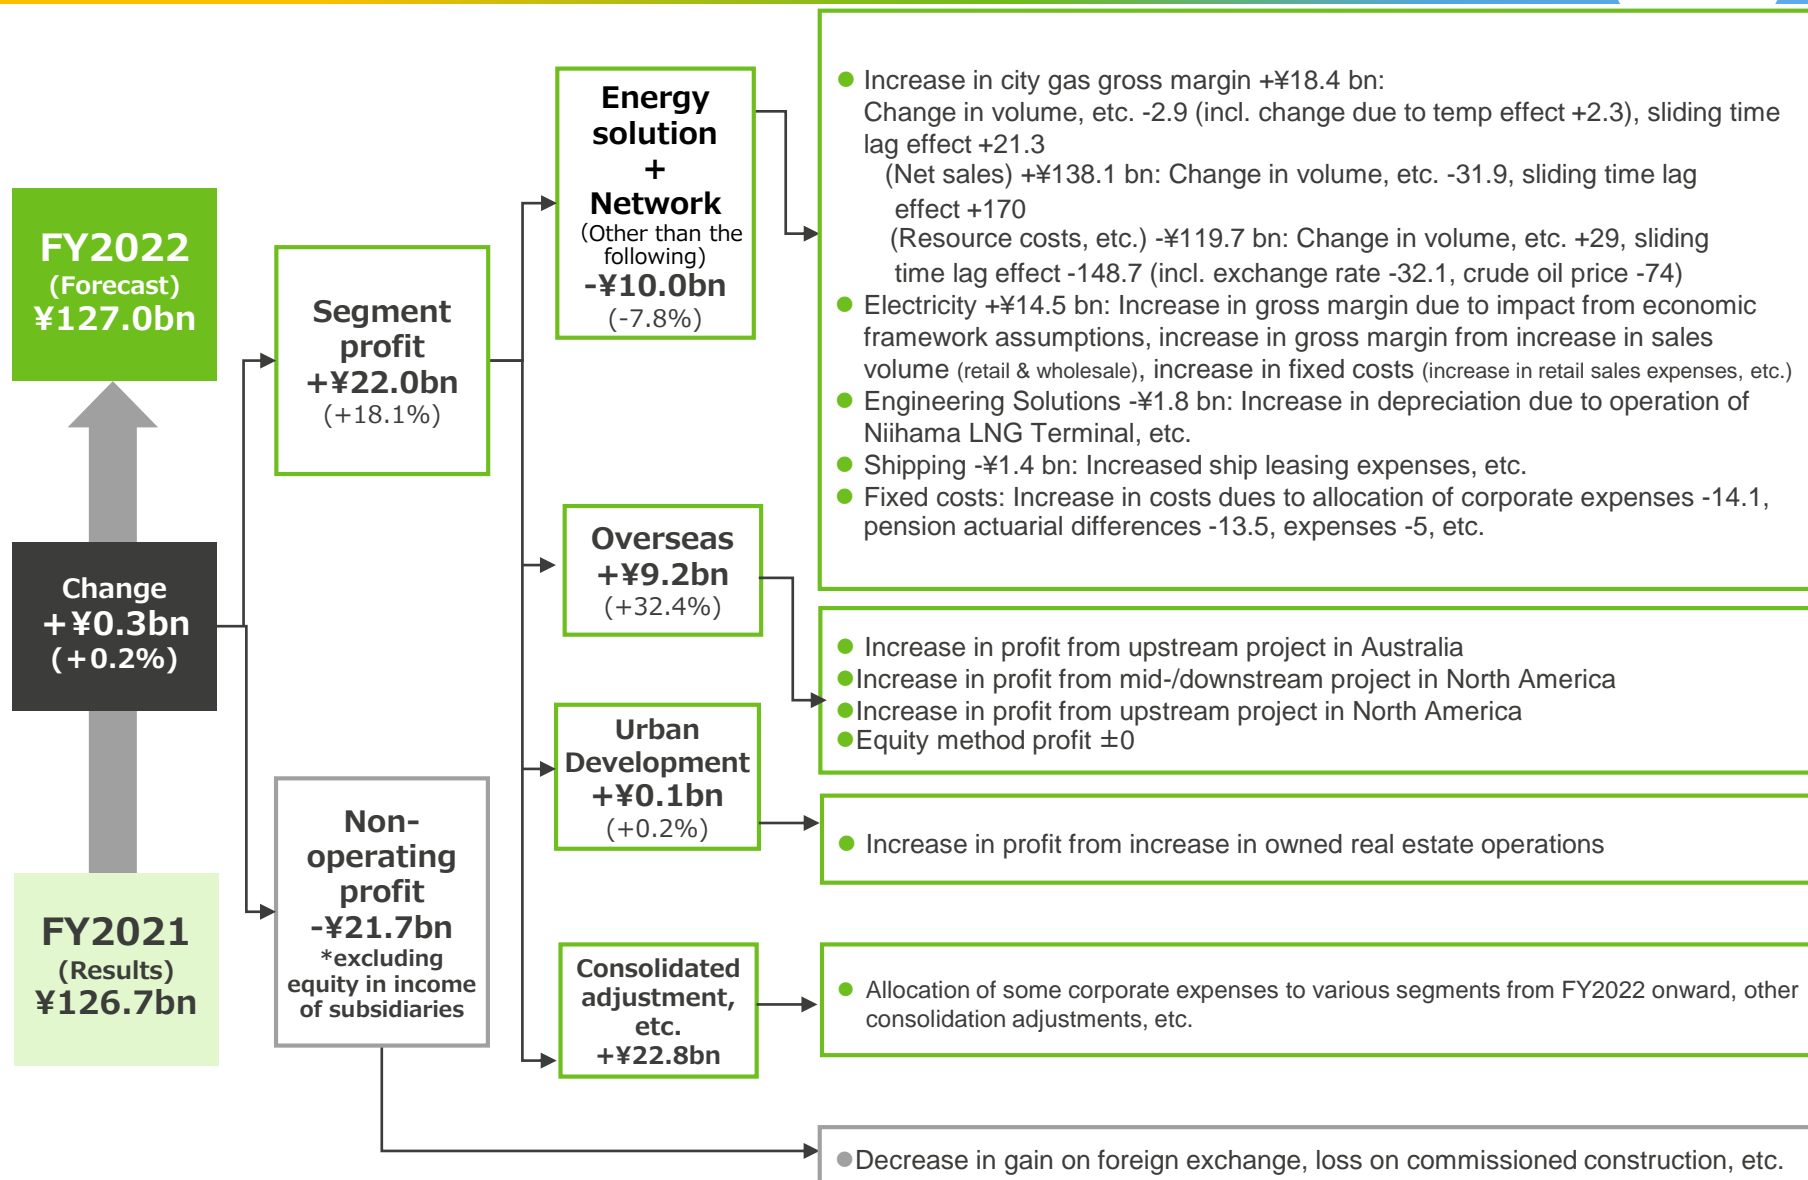 FY2022
(Forecast)
¥127.0bn
Change
+¥0.3bn
(+0.2%)
FY2021
(Results)
¥126.7bn
Segment
profit
+¥22.0bn
(+18.1%)
Non-
operating
profit
-¥21.7bn
*excluding
equity in income
of subsidiaries
Energy
solution
+
Network
(Other than the
following)
-¥10.0bn
(-7.8%)
Overseas
+¥9.2bn
(+32.4%)
Urban
Development
+¥0.1bn
(+0.2%)
Consolidated
adjustment,
etc.
+¥22.8bn
● Increase in city gas gross margin +¥18.4 bn:
Change in volume, etc. -2.9 (incl. change due to temp effect +2.3), sliding time
lag effect +21.3
(Net sales) +¥138.1 bn: Change in volume, etc. -31.9, sliding time lag
effect +170
(Resource costs, etc.) -¥119.7 bn: Change in volume, etc. +29, sliding
time lag effect -148.7 (incl. exchange rate -32.1, crude oil price -74)
● Electricity +¥14.5 bn: Increase in gross margin due to impact from economic
framework assumptions, increase in gross margin from increase in sales
volume (retail & wholesale), increase in fixed costs (increase in retail sales expenses, etc.)
● Engineering Solutions -¥1.8 bn: Increase in depreciation due to operation of
Niihama LNG Terminal, etc.
● Shipping -¥1.4 bn: Increased ship leasing expenses, etc.
● Fixed costs: Increase in costs dues to allocation of corporate expenses -14.1,
pension actuarial differences -13.5, expenses -5, etc.
● Increase in profit from upstream project in Australia
● Increase in profit from mid-/downstream project in North America
● Increase in profit from upstream project in North America
● Equity method profit ±0
● Increase in profit from increase in owned real estate operations
● Allocation of some corporate expenses to various segments from FY2022 onward, other
consolidation adjustments, etc.
● Decrease in gain on foreign exchange, loss on commissioned construction, etc.